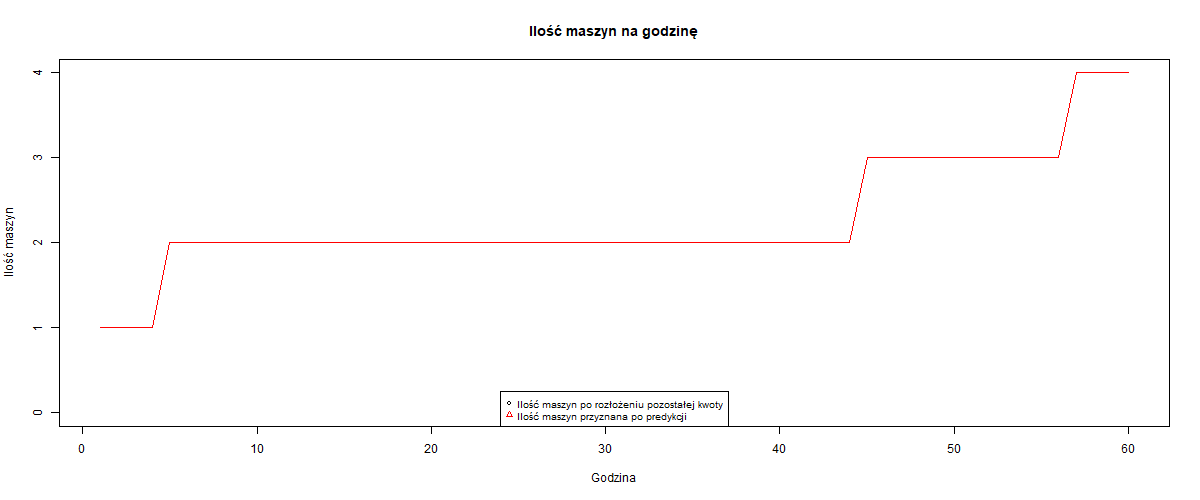 Ilość maszyn na godzinę
Ilość maszyn
4
3
2
1
0
Ilość maszyn po rozłożeniu pozostałej kwoty
Ilość maszyn przyznana po predykcji
0 10 20 30 40 50 60
Godzina